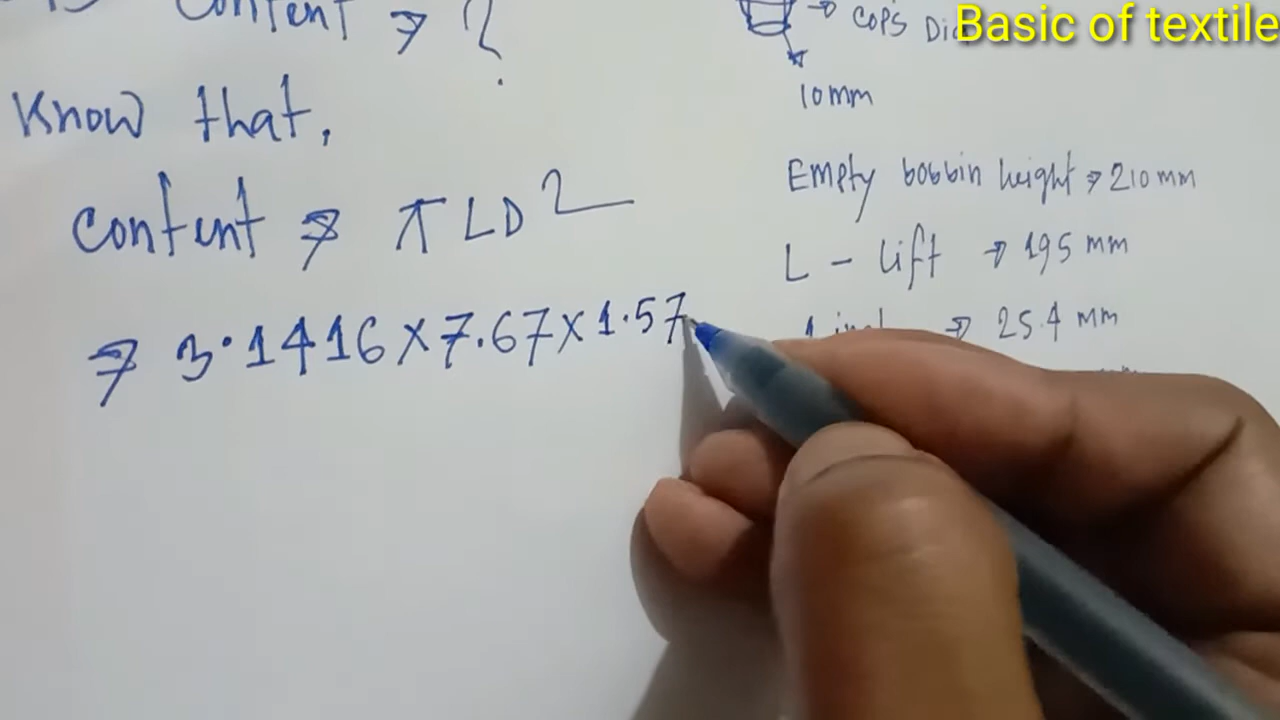 Content → ?
Know that,
Content → πLD²
→ 3.1416×7.67×1.57
→ COPS
Basic of textile
10mm
Empty bobbin height → 210 mm
L - lift → 195 mm
→ 25.4 mm